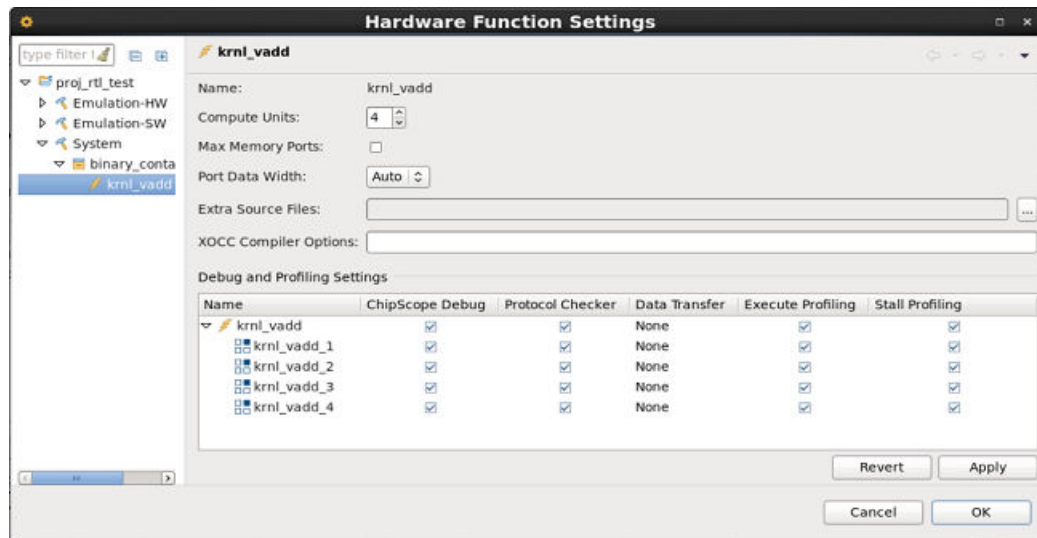 Hardware Function Settings
type filter
krnl_vadd
proj_rtl_test
Emulation-HW
Emulation-SW
System
binary_conta
krnl_vadd
Name: krnl_vadd
Compute Units: 4
Max Memory Ports:
Port Data Width: Auto
Extra Source Files: ...
XOCC Compiler Options:
Debug and Profiling Settings
Name ChipScope Debug Protocol Checker Data Transfer Execute Profiling Stall Profiling
krnl_vadd None
krnl_vadd_1 None
krnl_vadd_2 None
krnl_vadd_3 None
krnl_vadd_4 None
Revert Apply
Cancel OK